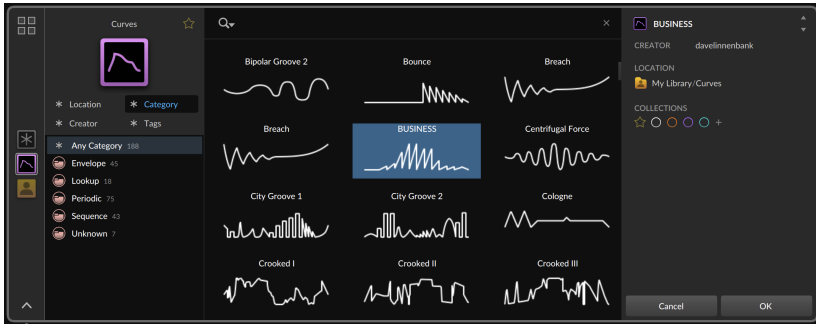 Curves
Location
Category
Creator
Tags
Any Category 188
Envelope 45
Lookup 18
Periodic 75
Sequence 43
Unknown 7
Bipolar Groove 2
Bounce
Breach
Breach
BUSINESS
Centrifugal Force
City Groove 1
City Groove 2
Cologne
Crooked I
Crooked II
Crooked III
BUSINESS
CREATOR davelinnenbank
LOCATION
My Library/Curves
COLLECTIONS
Cancel
OK